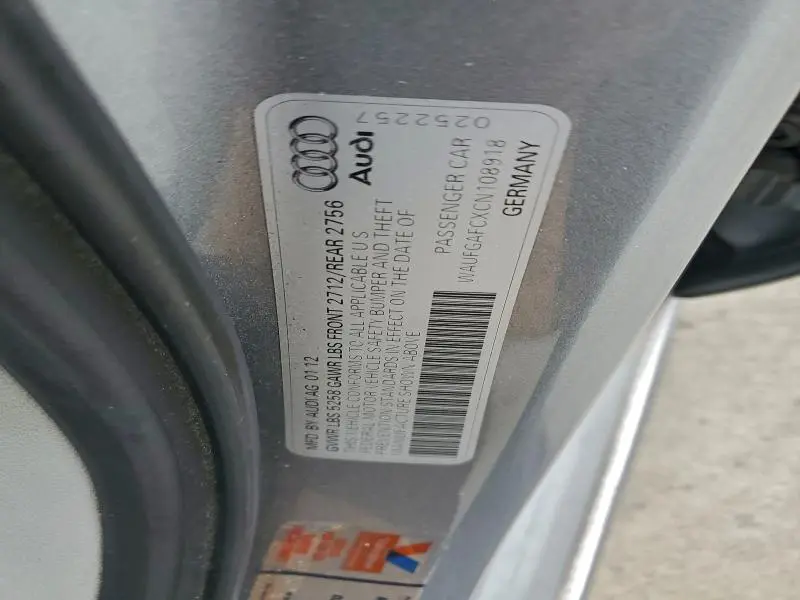 MFD BY AUDI AG 01 12
GVWR LBS 5258 GAWR LBS FRONT 2712/REAR 2756
THIS VEHICLE CONFORMS TO ALL APPLICABLE U S
FEDERAL MOTOR VEHICLE SAFETY BUMPER AND THEFT
PREVENTION STANDARDS IN EFFECT ON THE DATE OF
MANUFACTURE SHOWN ABOVE
Audi
0252257
PASSENGER CAR
WAUFGAFCXCN108918
GERMANY